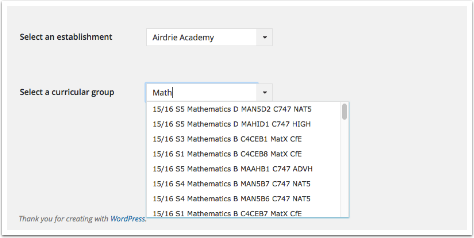 Select an establishment
Airdrie Academy
Select a curricular group
Math
15/16 S5 Mathematics D MAN5D2 C747 NAT5
15/16 S5 Mathematics D MAHID1 C747 HIGH
15/16 S3 Mathematics B C4CEB1 MatX CfE
15/16 S1 Mathematics B C4CEB8 MatX CfE
15/16 S5 Mathematics B MAAHB1 C747 ADVH
15/16 S4 Mathematics B MAN5B7 C747 NAT5
15/16 S4 Mathematics B MAN5B6 C747 NAT5
15/16 S1 Mathematics B C4CEB7 MatX CfE
Thank you for creating with WordPress.